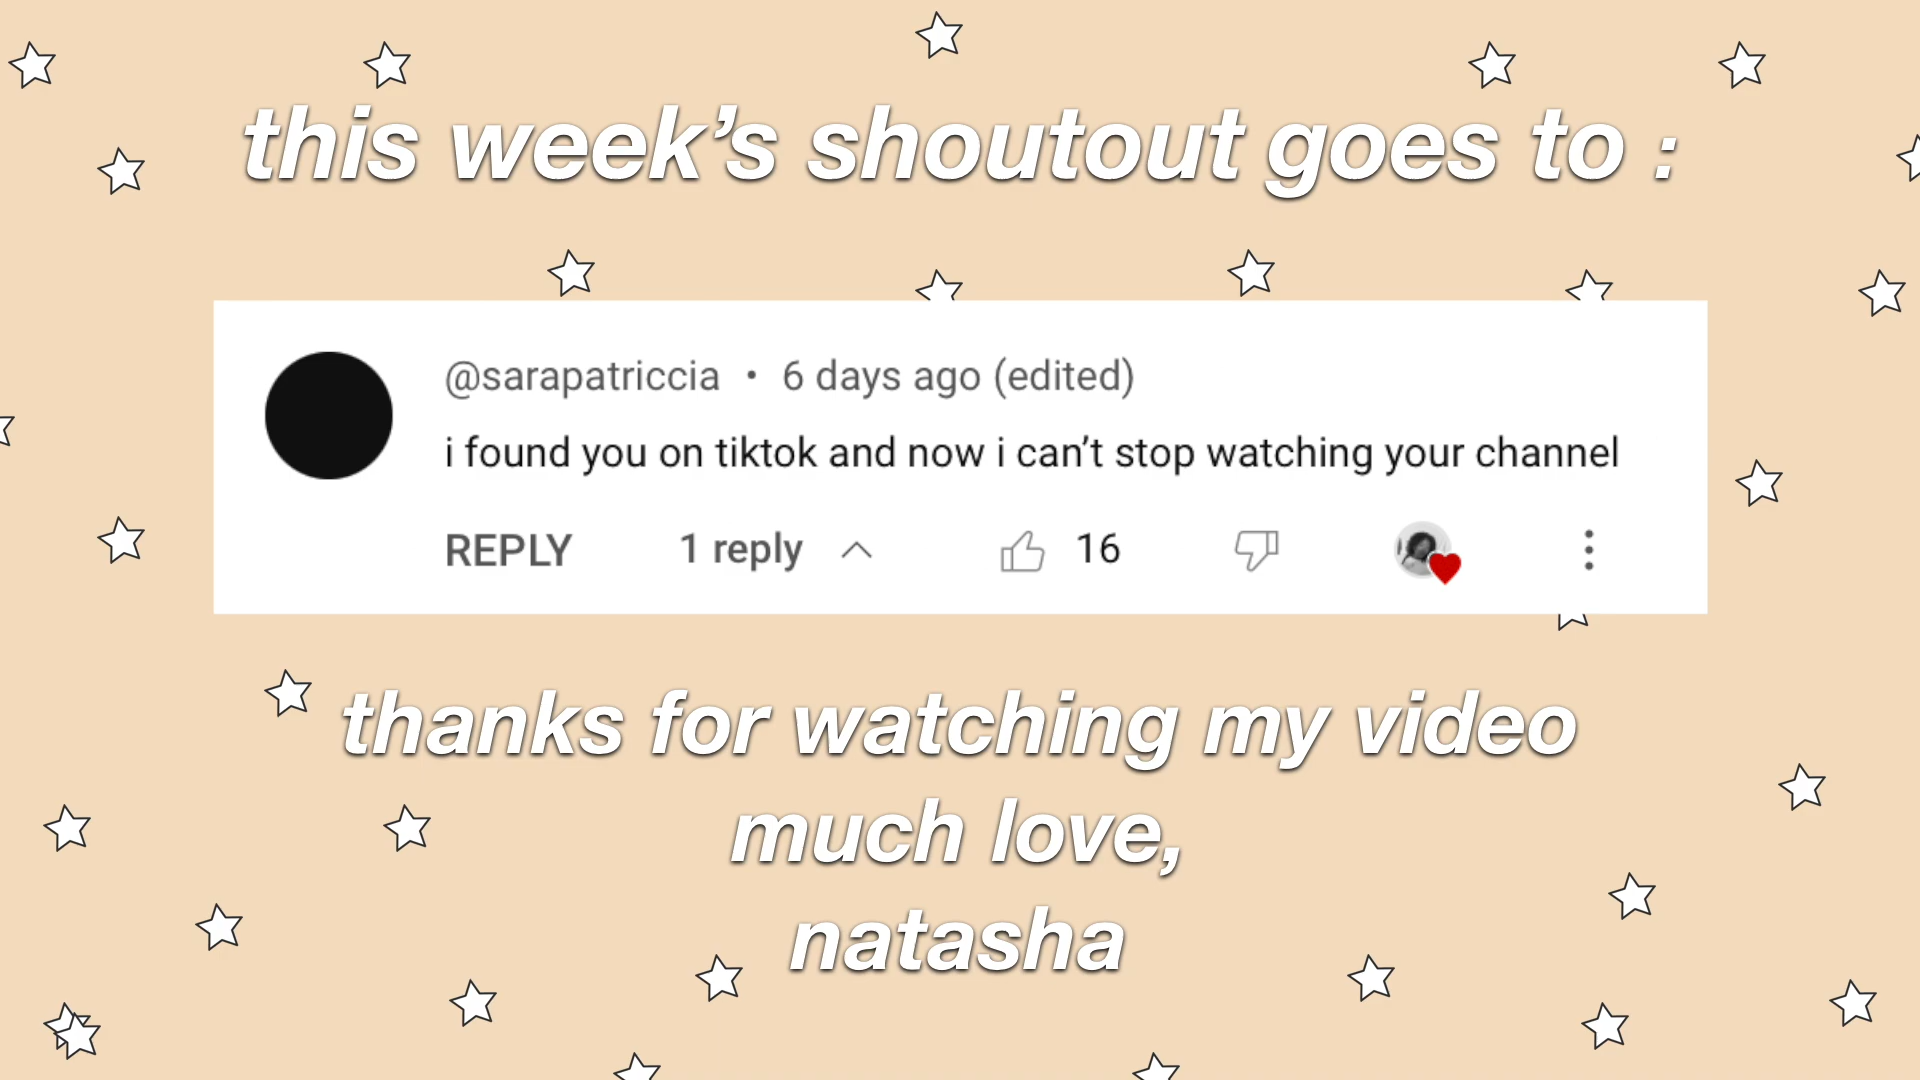 this week’s shoutout goes to :
@sarapatriccia • 6 days ago (edited)
i found you on tiktok and now i can’t stop watching your channel
REPLY 1 reply 16
thanks for watching my video
much love,
natasha